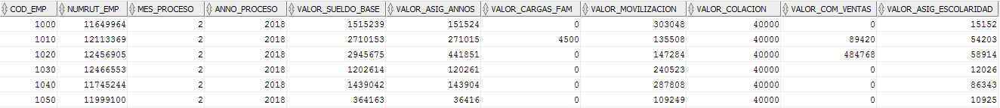 COD_EMP NUMRUT_EMP MES_PROCESO ANNO_PROCESO VALOR_SUELDO_BASE VALOR_ASIG_ANNOS VALOR_CARGAS_FAM VALOR_MOVILIZACION VALOR_COLACION VALOR_COM_VENTAS VALOR_ASIG_ESCOLARIDAD
1000 11649964 2 2018 1515239 151524 0 303048 40000 0 15152
1010 12113369 2 2018 2710153 271015 4500 135508 40000 89420 54203
1020 12456905 2 2018 2945675 441851 0 147284 40000 484768 58914
1030 12466553 2 2018 1202614 120261 0 240523 40000 0 12026
1040 11745244 2 2018 1439042 143904 0 287808 40000 0 86343
1050 11999100 2 2018 364163 36416 0 109249 40000 0 10925